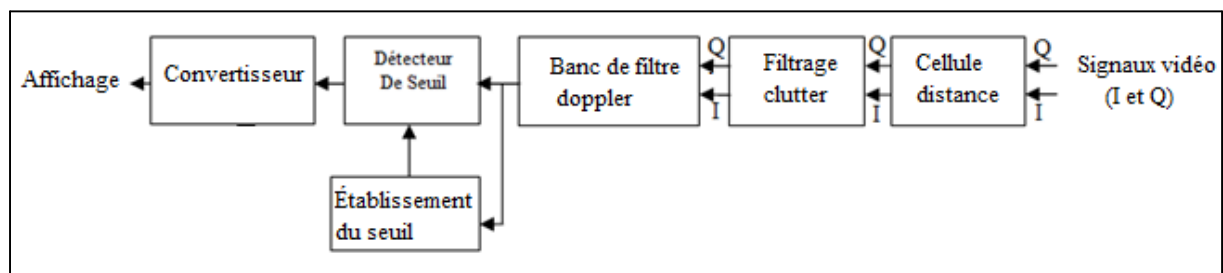 Affichage
Convertisseur
Détecteur
De Seuil
Banc de filtre
doppler
Q
I
Filtrage
clutter
Q
I
Cellule
distance
Q
I
Signaux vidéo
(I et Q)
Établissement
du seuil